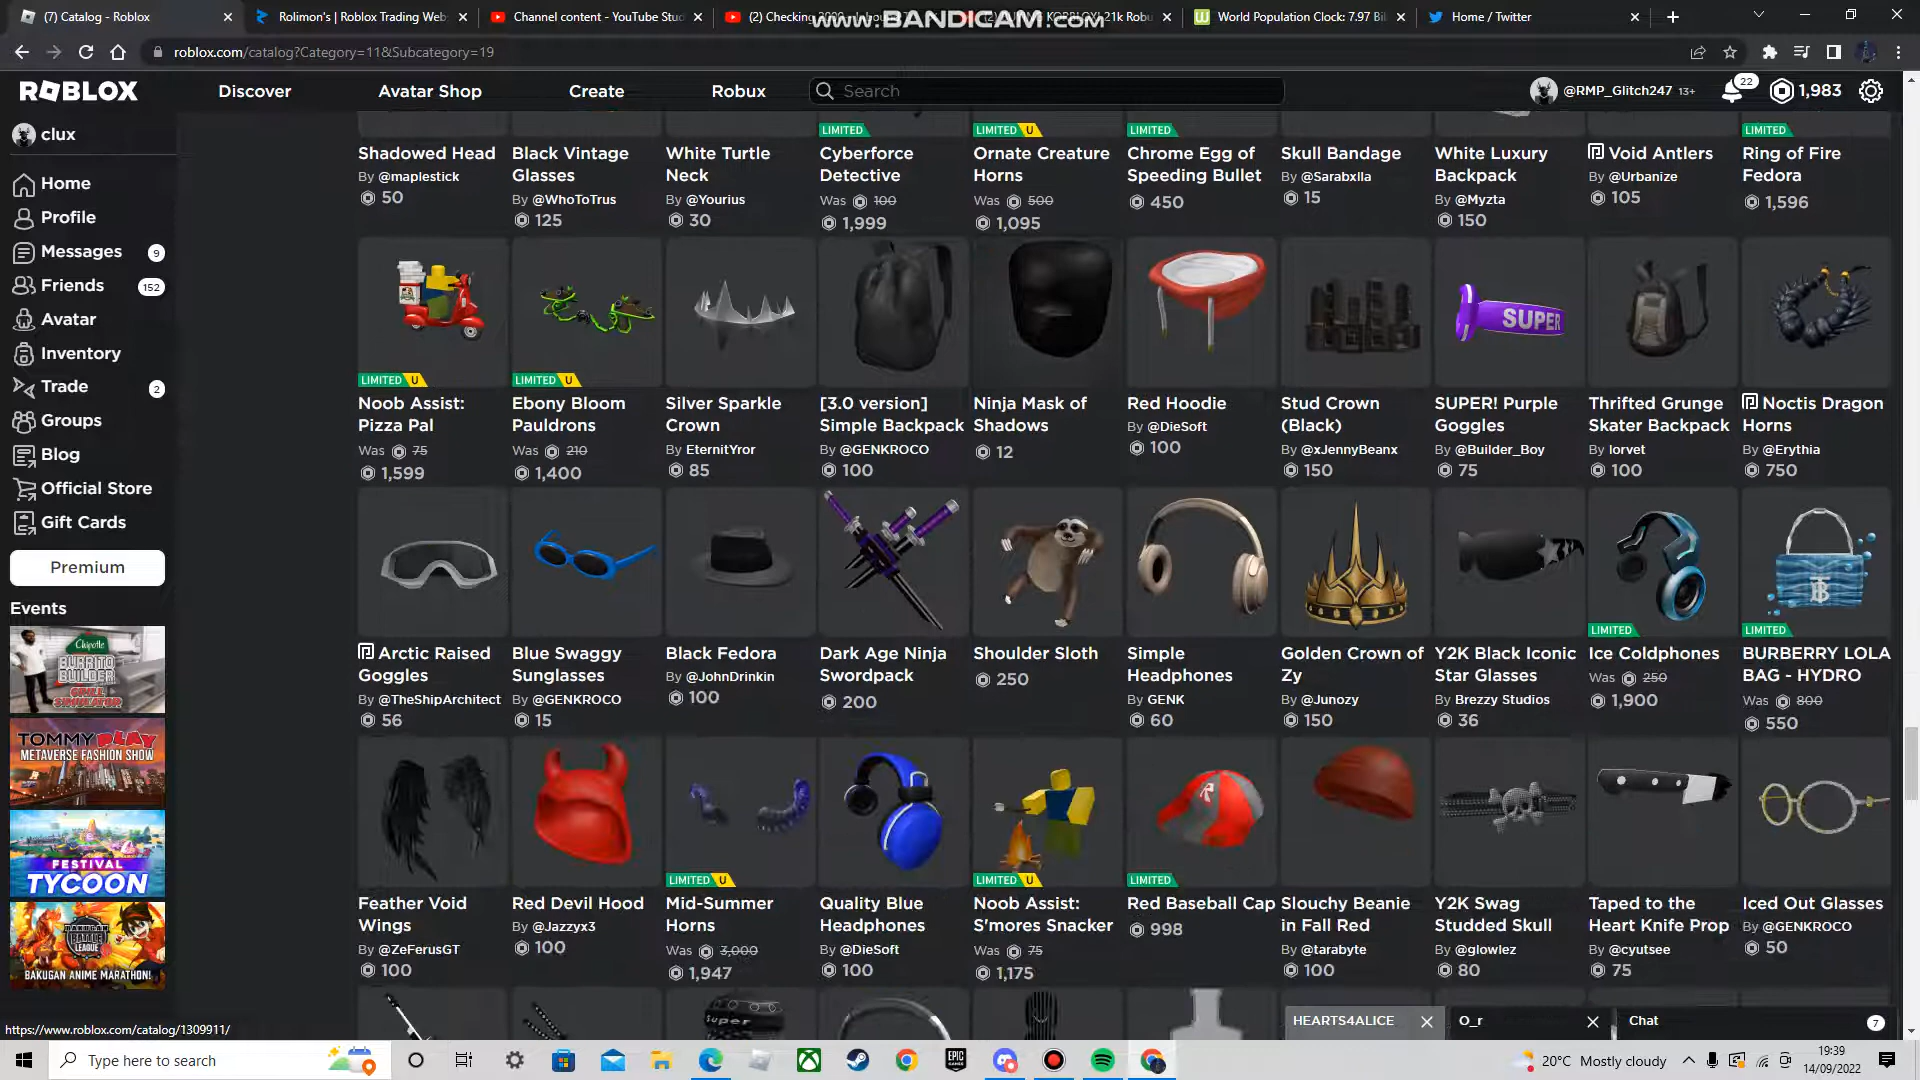 (7) Catalog - Roblox
Rolimon's | Roblox Trading Web
Channel content - YouTube Stud
World Population Clock: 7.97 Bil
Home / Twitter
www.BANDICAM.com
roblox.com/catalog?Category=11&Subcategory=19
ROBLOX
Discover
Avatar Shop
Create
Robux
Search
@RMP_Glitch247 13+
22
1,983
clux
Home
Profile
Messages 9
Friends 152
Avatar
Inventory
Trade 2
Groups
Blog
Official Store
Gift Cards
Premium
Events
Chipotle
BURRITO
BUILDER
GRILL
SIMULATOR
TOMMY PLAY
METAVERSE FASHION SHOW
FESTIVAL
TYCOON
BAKUGAN
BATTLE
LEAGUE
BAKUGAN ANIME MARATHON!
Shadowed Head
By @maplestick
50
Black Vintage
Glasses
By @WhoToTrus
125
White Turtle
Neck
By @Yourius
30
LIMITED
Cyberforce
Detective
Was 100
1,999
LIMITED U
Ornate Creature
Horns
Was 500
1,095
LIMITED
Chrome Egg of
Speeding Bullet
450
Skull Bandage
By @Sarabxlla
15
White Luxury
Backpack
By @Myzta
150
Void Antlers
By @Urbanize
105
LIMITED
Ring of Fire
Fedora
1,596
LIMITED U
Noob Assist:
Pizza Pal
Was 75
1,599
LIMITED U
Ebony Bloom
Pauldrons
Was 210
1,400
Silver Sparkle
Crown
By EternitYror
85
[3.0 version]
Simple Backpack
By @GENKROCO
100
Ninja Mask of
Shadows
12
Red Hoodie
By @DieSoft
100
Stud Crown
(Black)
By @xJennyBeanx
150
SUPER
SUPER! Purple
Goggles
By @Builder_Boy
75
Thrifted Grunge
Skater Backpack
By lorvet
100
Noctis Dragon
Horns
By @Erythia
750
Arctic Raised
Goggles
By @TheShipArchitect
56
Blue Swaggy
Sunglasses
By @GENKROCO
15
Black Fedora
By @JohnDrinkin
100
Dark Age Ninja
Swordpack
200
Shoulder Sloth
250
Simple
Headphones
By GENK
60
Golden Crown of
Zy
By @Junozy
150
Y2K Black Iconic
Star Glasses
By Brezzy Studios
36
LIMITED
Ice Coldphones
Was 250
1,900
LIMITED
BURBERRY LOLA
BAG - HYDRO
Was 800
550
Feather Void
Wings
By @ZeFerusGT
100
Red Devil Hood
By @Jazzyx3
100
LIMITED U
Mid-Summer
Horns
Was 3,000
1,947
Quality Blue
Headphones
By @DieSoft
100
LIMITED U
Noob Assist:
S'mores Snacker
Was 75
1,175
LIMITED
Red Baseball Cap
998
Slouchy Beanie
in Fall Red
By @tarabyte
100
Y2K Swag
Studded Skull
By @glowlez
80
Taped to the
Heart Knife Prop
By @cyutsee
75
Iced Out Glasses
By @GENKROCO
50
Super
HEARTS4ALICE
O_r
Chat 7
https://www.roblox.com/catalog/1309911/
Type here to search
EPIC
GAMES
20°C Mostly cloudy
19:39
14/09/2022